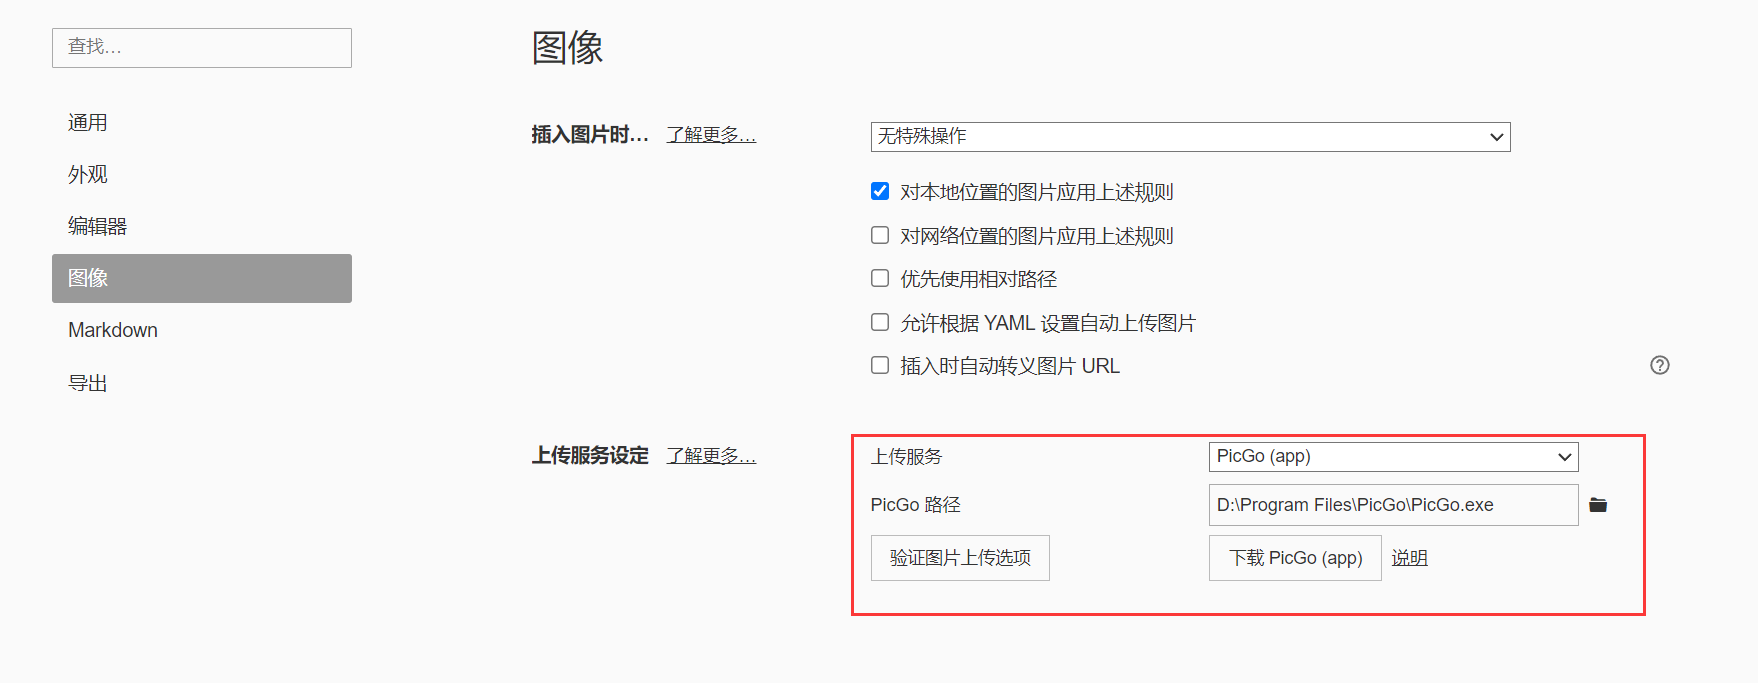 查找…
通用
外观
编辑器
图像
Markdown
导出
图像
插入图片时… 了解更多… 无特殊操作
对本地位置的图片应用上述规则
对网络位置的图片应用上述规则
优先使用相对路径
允许根据 YAML 设置自动上传图片
插入时自动转义图片 URL ?
上传服务设定 了解更多… 上传服务 PicGo (app)
PicGo 路径 D:\Program Files\PicGo\PicGo.exe
验证图片上传选项 下载 PicGo (app) 说明